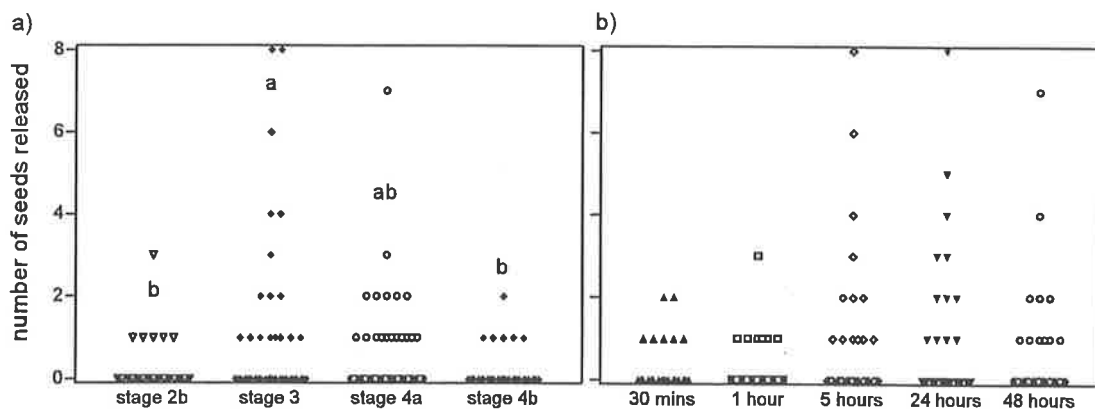 a)
number of seeds released
8
6
4
2
0
a
ab
b
b
stage 2b stage 3 stage 4a stage 4b
b)
30 mins 1 hour 5 hours 24 hours 48 hours